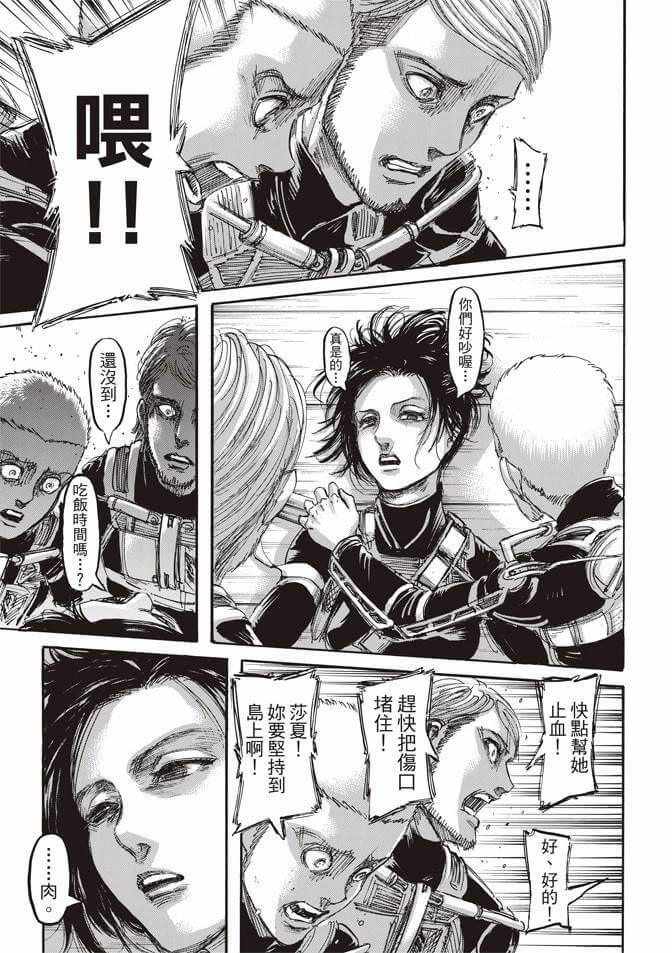 ……
喂!!
你們好吵喔…
真是的…
還沒到…
吃飯時間嗎…?
快點幫她
止血!
好、好的!
趕快把傷口
堵住!
莎夏!
妳要堅持到
島上啊!
……肉。